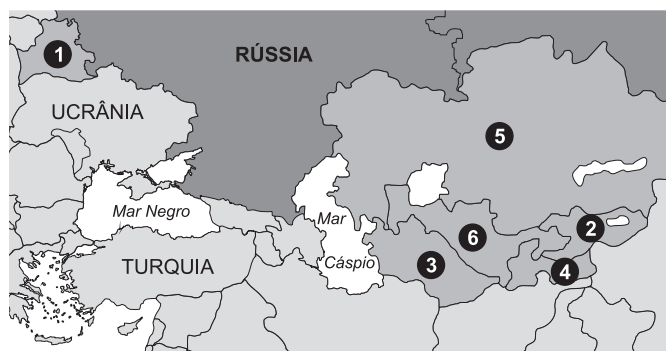 1
RÚSSIA
UCRÂNIA
5
Mar Negro
Mar
Cáspio
2
6
3
4
TURQUIA